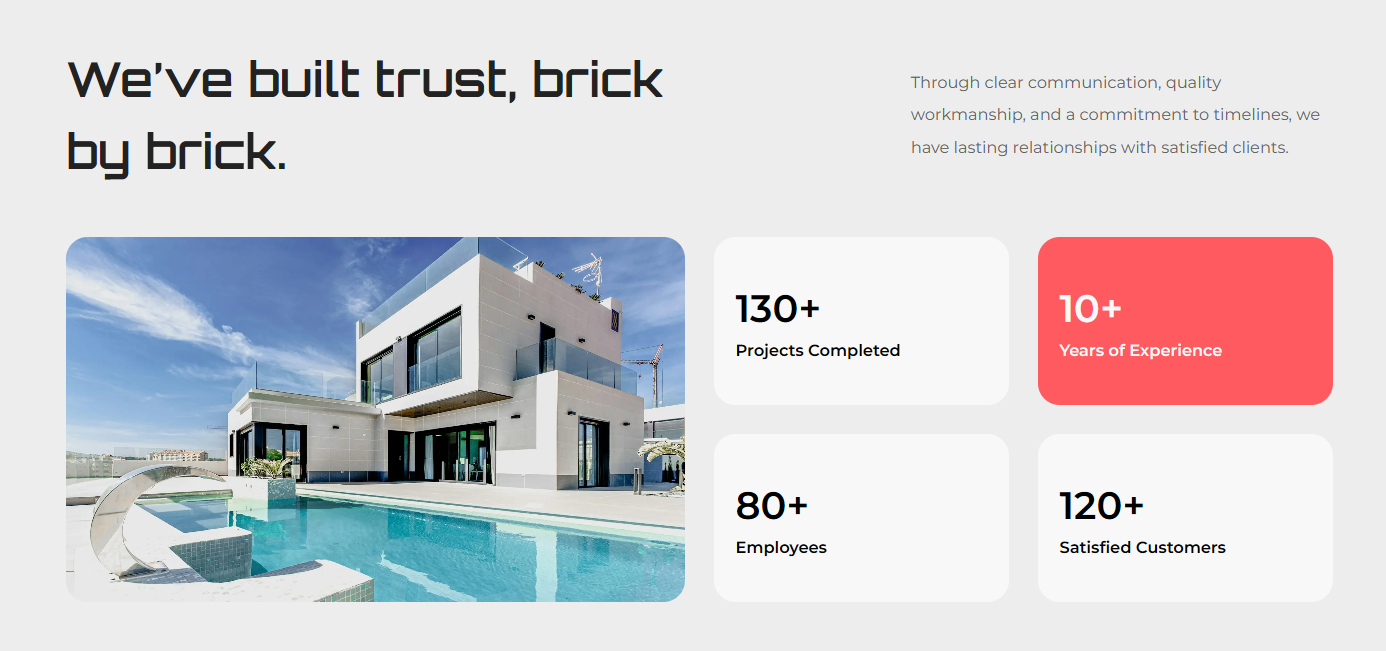 We’ve built trust, brick
by brick.
Through clear communication, quality
workmanship, and a commitment to timelines, we
have lasting relationships with satisfied clients.
130+
Projects Completed
10+
Years of Experience
80+
Employees
120+
Satisfied Customers